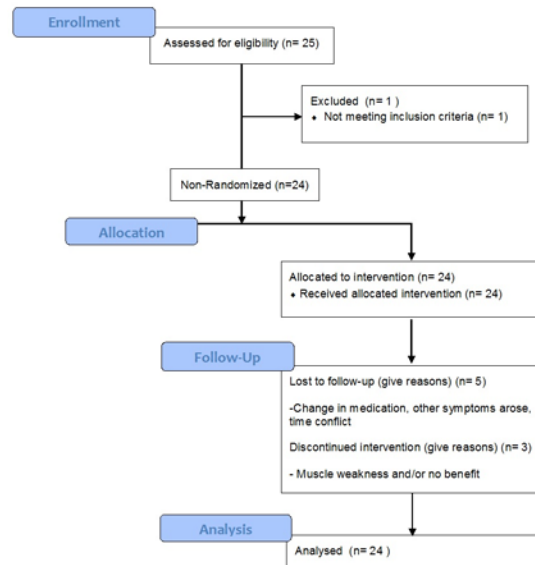 Enrollment
Assessed for eligibility (n= 25)
Excluded (n= 1 )
♦ Not meeting inclusion criteria (n= 1)
Non-Randomized (n=24)
Allocation
Allocated to intervention (n= 24)
♦ Received allocated intervention (n= 24)
Follow-Up
Lost to follow-up (give reasons) (n= 5)
-Change in medication, other symptoms arose,
time conflict
Discontinued intervention (give reasons) (n= 3)
- Muscle weakness and/or no benefit
Analysis
Analysed (n= 24 )